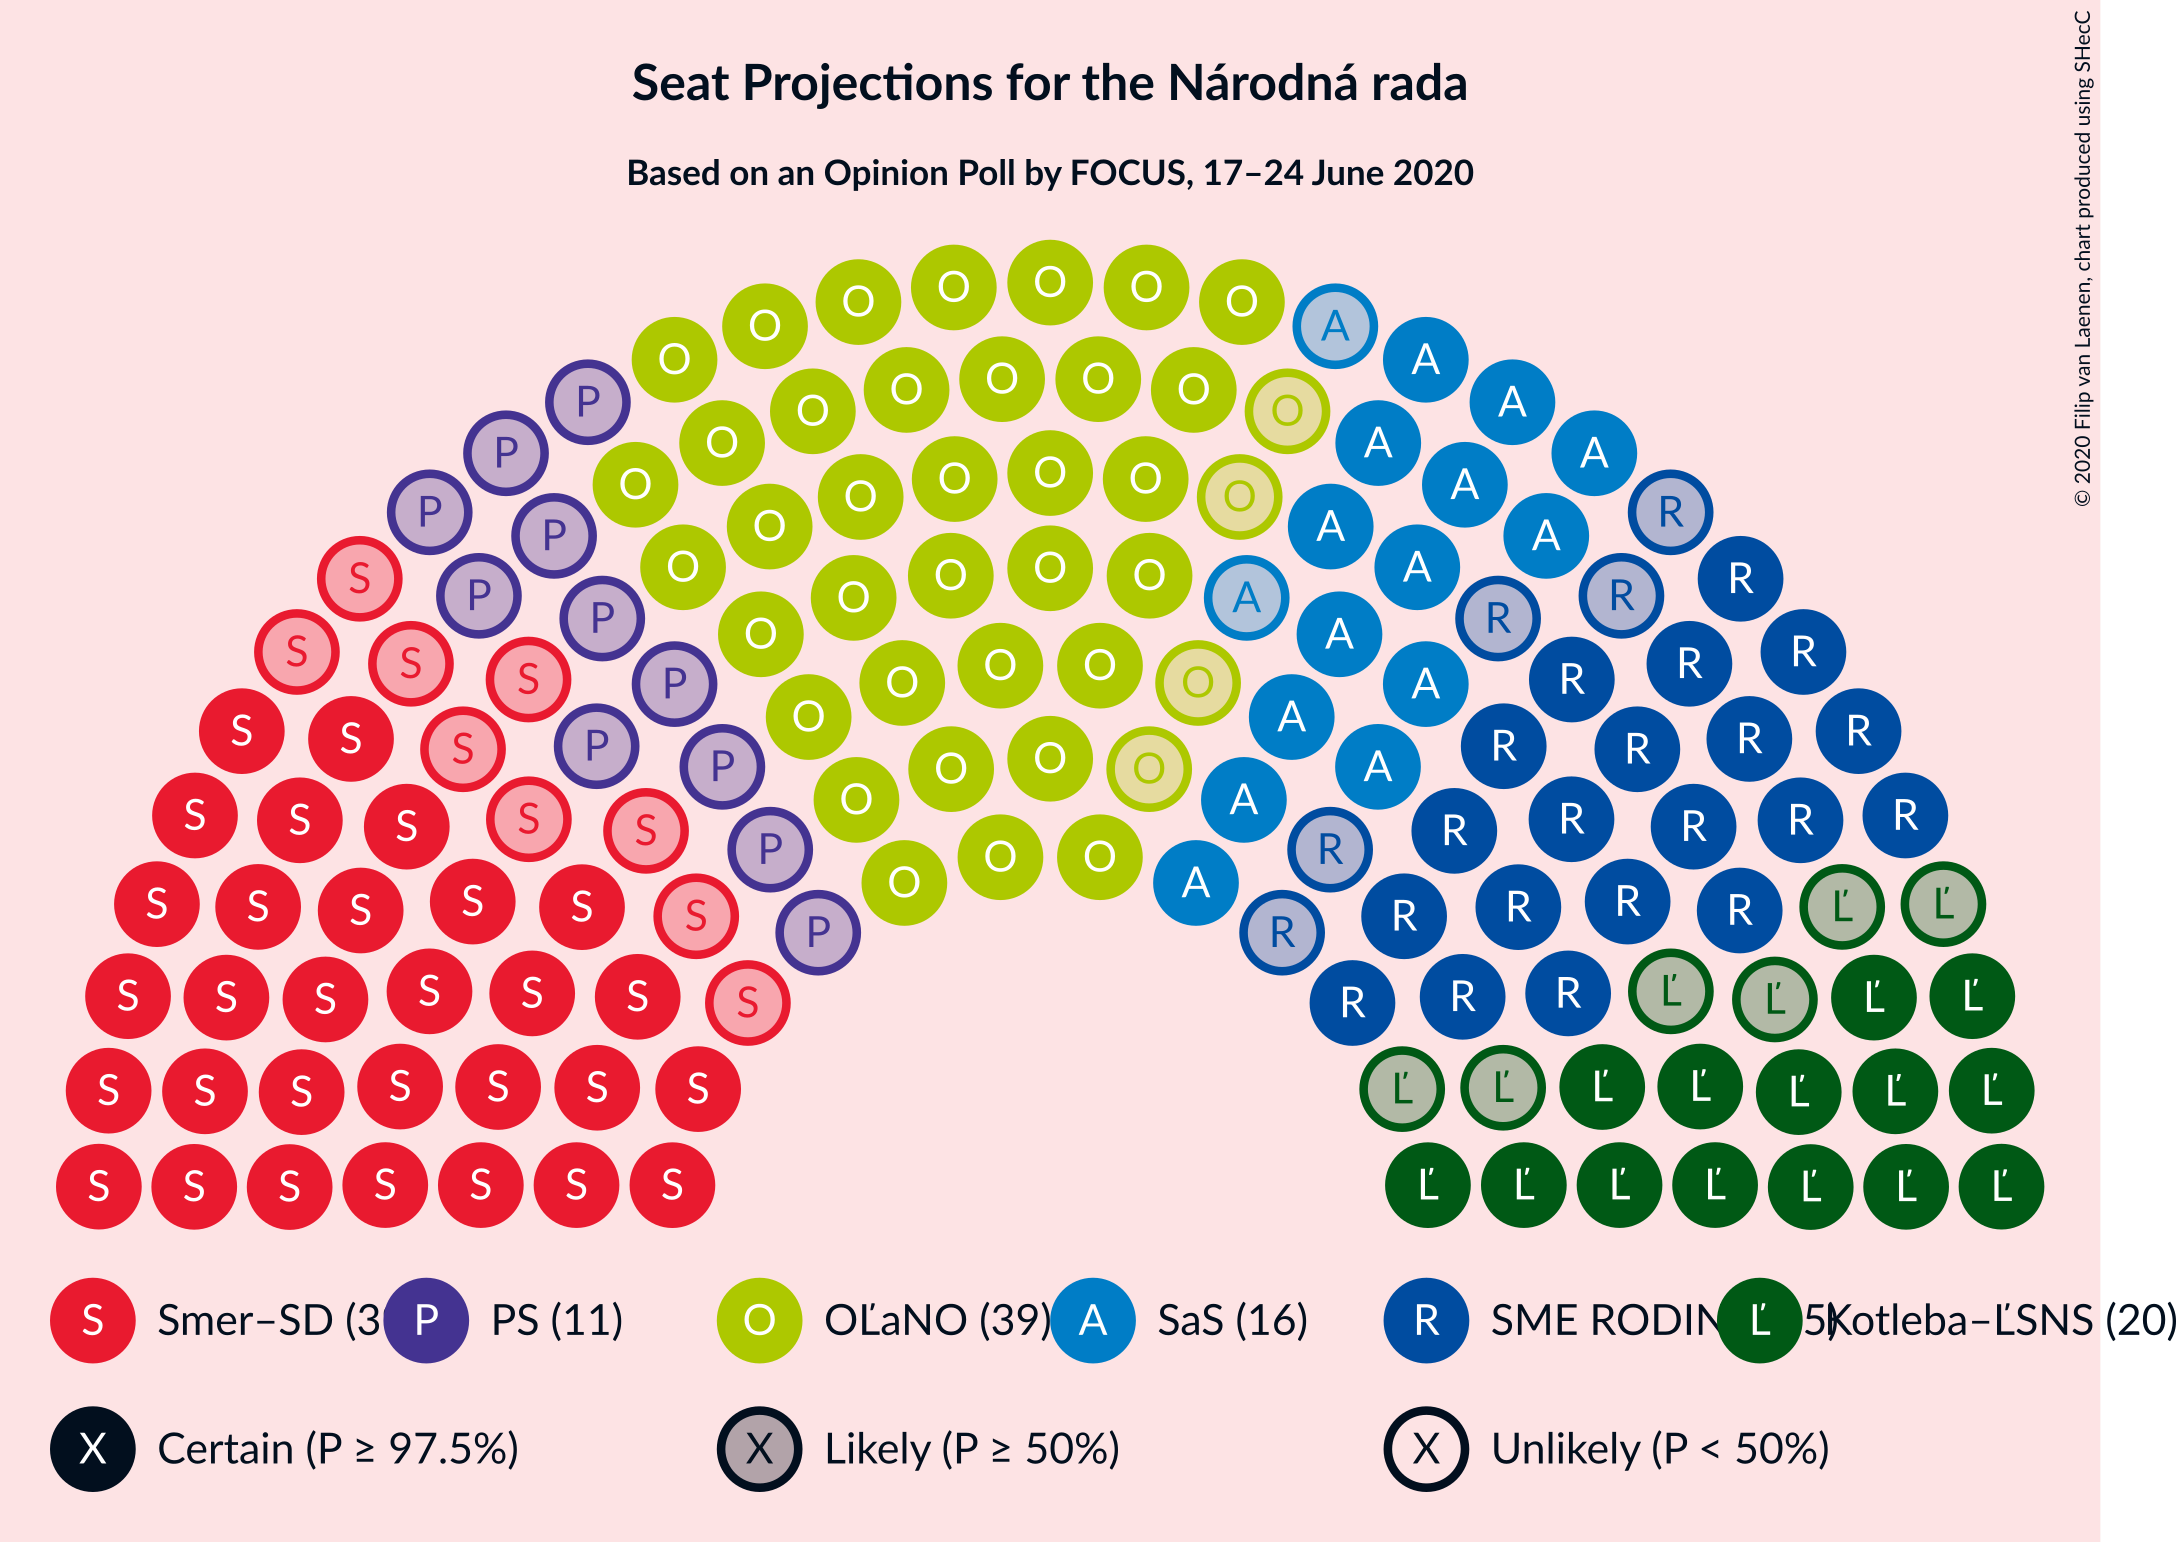 Seat Projections for the Národná rada
Based on an Opinion Poll by FOCUS, 17–24 June 2020
© 2020 Filip van Laenen, chart produced using SHecC
O O O O O
O A
O A
O O O O
P O O A
P O A A
O O O O O O A
P P O A A R
S P O O O O O A A R R
S P O A R R
S S P O O O O A R R
S S S P P O O O O A A R R R R
S S S S S P O A R R R R R R
S S S S S S P O O O A R R R R R Ľ Ľ
S S S S S S S R R R Ľ Ľ Ľ Ľ
S S S S S S S Ľ Ľ Ľ Ľ Ľ Ľ Ľ
S S S S S S S Ľ Ľ Ľ Ľ Ľ Ľ Ľ
S Smer–SD (3 P PS (11) O OĽaNO (39) A SaS (16) R SME RODIN Ľ 5) Kotleba–ĽSNS (20)
X Certain (P ≥ 97.5%) X Likely (P ≥ 50%) X Unlikely (P < 50%)